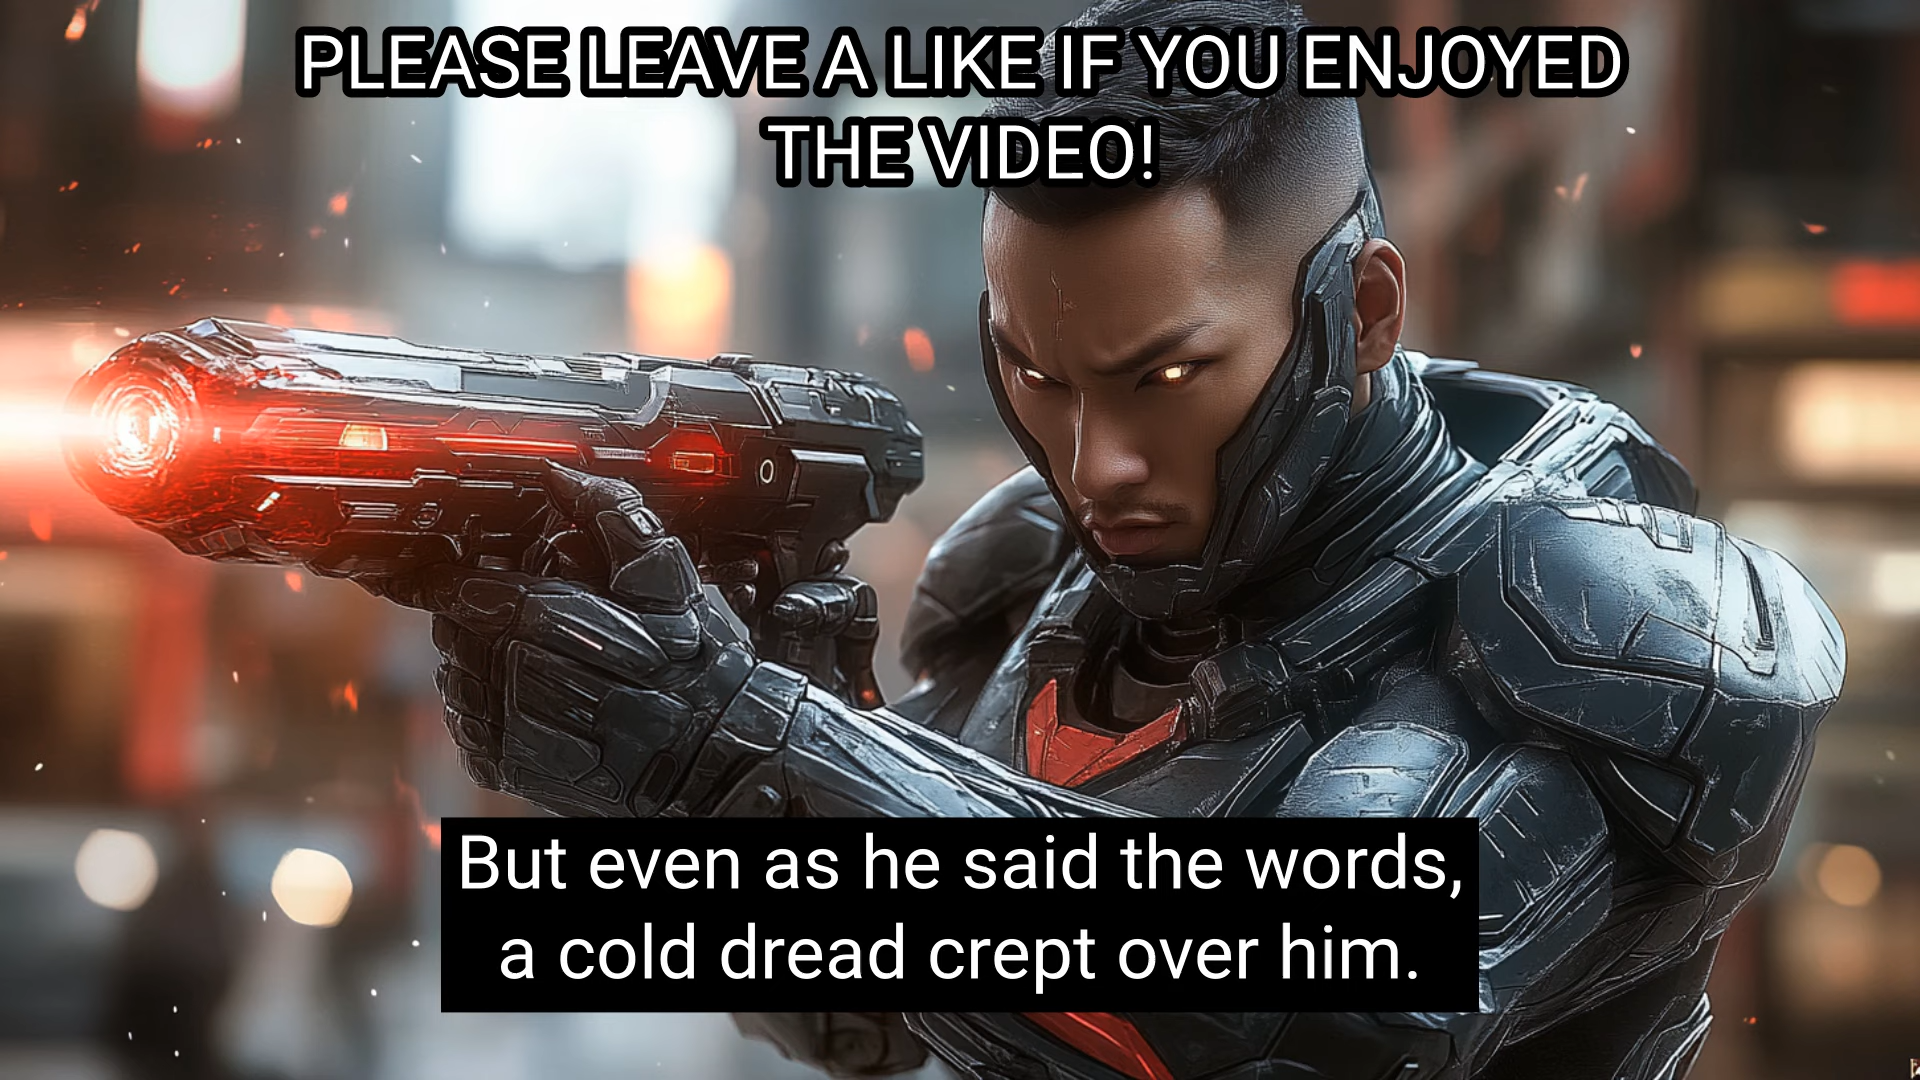 PLEASE LEAVE A LIKE IF YOU ENJOYED
THE VIDEO!
But even as he said the words,
a cold dread crept over him.